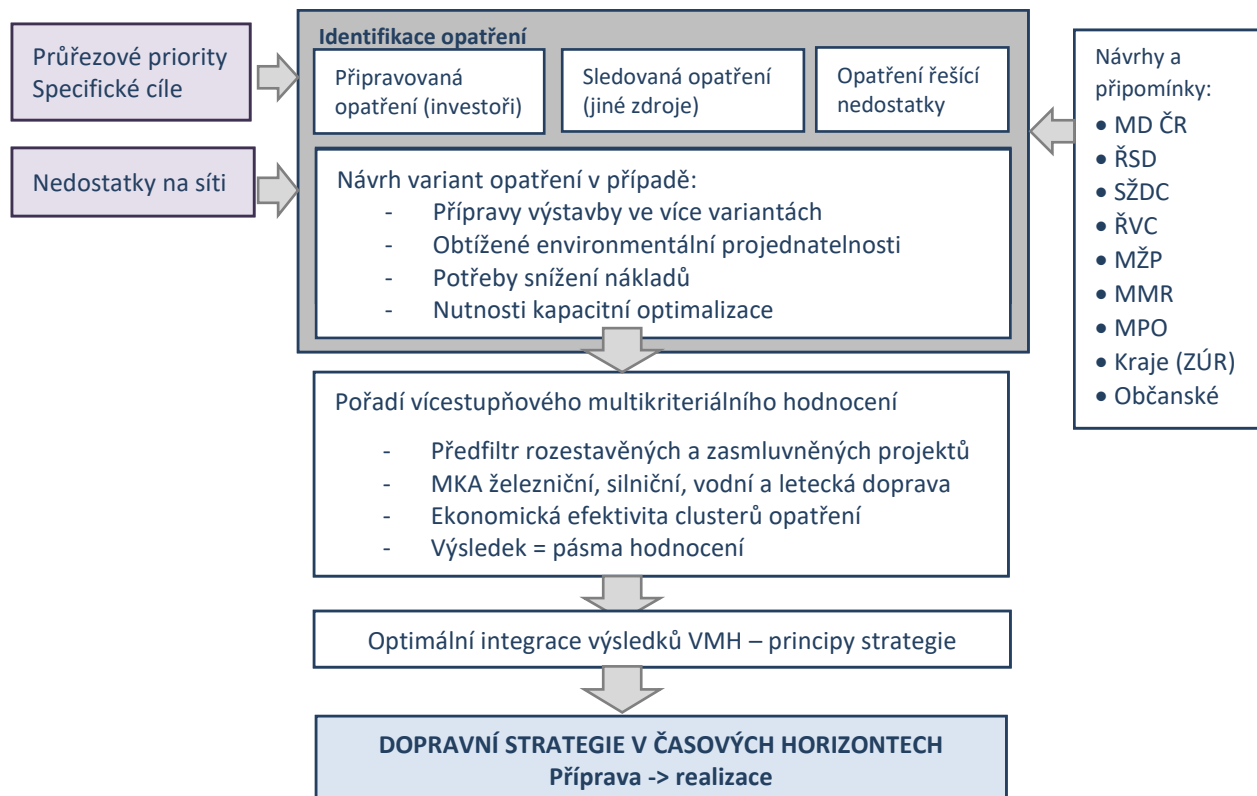 Průřezové priority
Specifické cíle
Nedostatky na síti
Identifikace opatření
Připravovaná
opatření (investoři)
Sledovaná opatření
(jiné zdroje)
Opatření řešící
nedostatky
Návrh variant opatření v případě:
- Přípravy výstavby ve více variantách
- Obtížené environmentální projednatelnosti
- Potřeby snížení nákladů
- Nutnosti kapacitní optimalizace
Návrhy a
připomínky:
• MD ČR
• ŘSD
• SŽDC
• ŘVC
• MŽP
• MMR
• MPO
• Kraje (ZÚR)
• Občanské
Pořadí vícestupňového multikriteriálního hodnocení
- Předfiltr rozestavěných a zasmluvněných projektů
- MKA železniční, silniční, vodní a letecká doprava
- Ekonomická efektivita clusterů opatření
- Výsledek = pásma hodnocení
Optimální integrace výsledků VMH – principy strategie
DOPRAVNÍ STRATEGIE V ČASOVÝCH HORIZONTECH
Příprava -> realizace